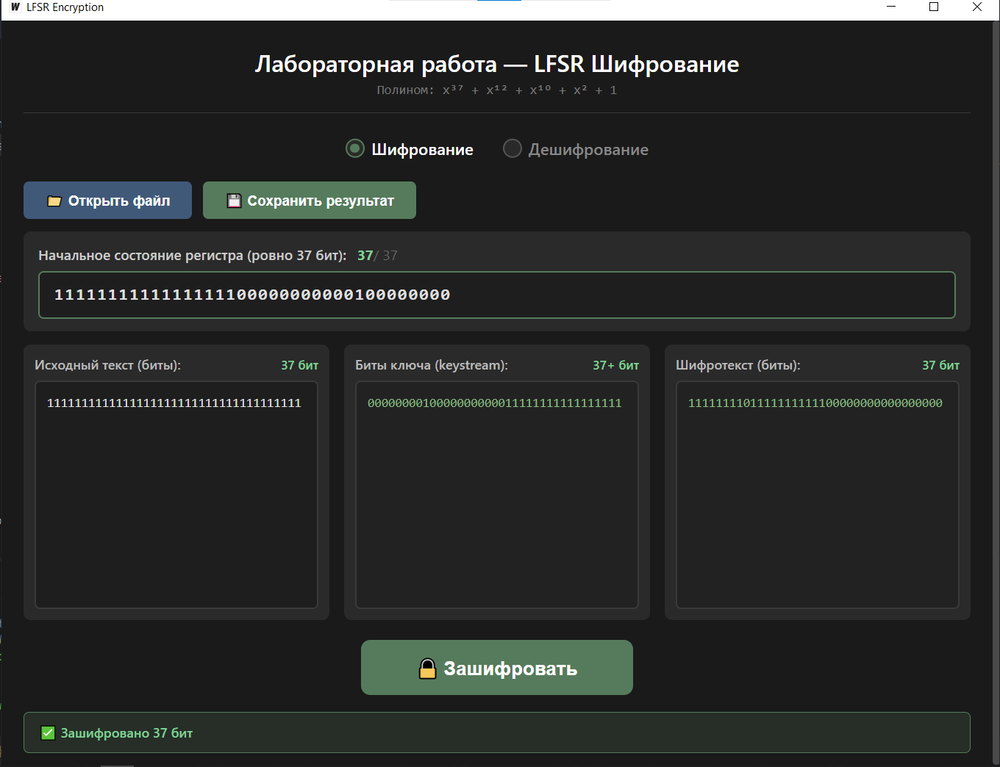 LFSR Encryption
Лабораторная работа — LFSR Шифрование
Полином: x³⁷ + x¹² + x¹⁰ + x² + 1
Шифрование Дешифрование
Открыть файл Сохранить результат
Начальное состояние регистра (ровно 37 бит): 37/ 37
1111111111111111100000000000100000000
Исходный текст (биты): 37 бит
1111111111111111111111111111111111111
Биты ключа (keystream): 37+ бит
0000000010000000000011111111111111111
Шифротекст (биты): 37 бит
1111111101111111111100000000000000000
Зашифровать
Зашифровано 37 бит